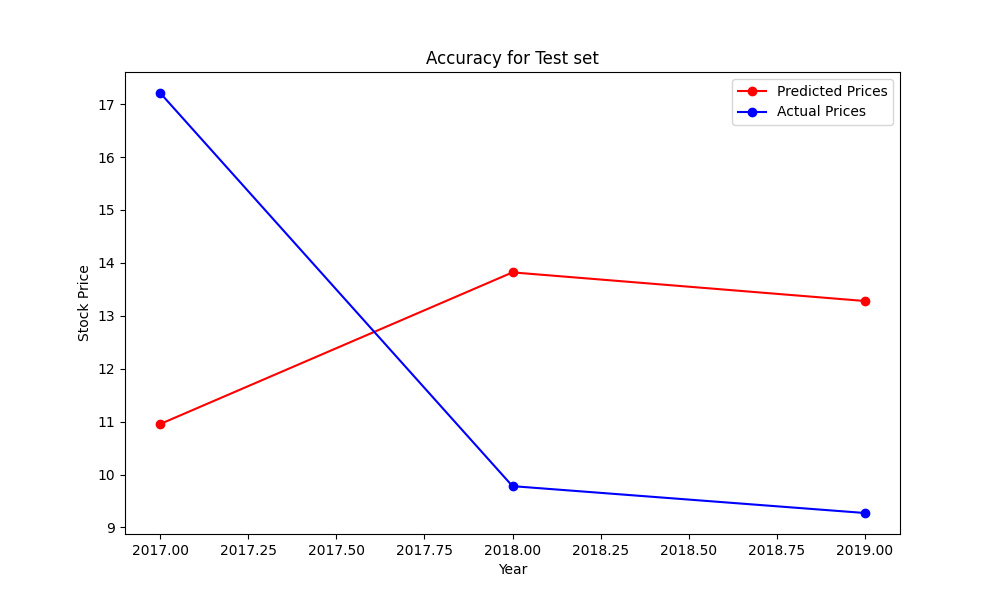 Accuracy for Test set
Predicted Prices
Actual Prices
17
16
15
14
13
12
11
10
9
Stock Price
2017.00 2017.25 2017.50 2017.75 2018.00 2018.25 2018.50 2018.75 2019.00
Year